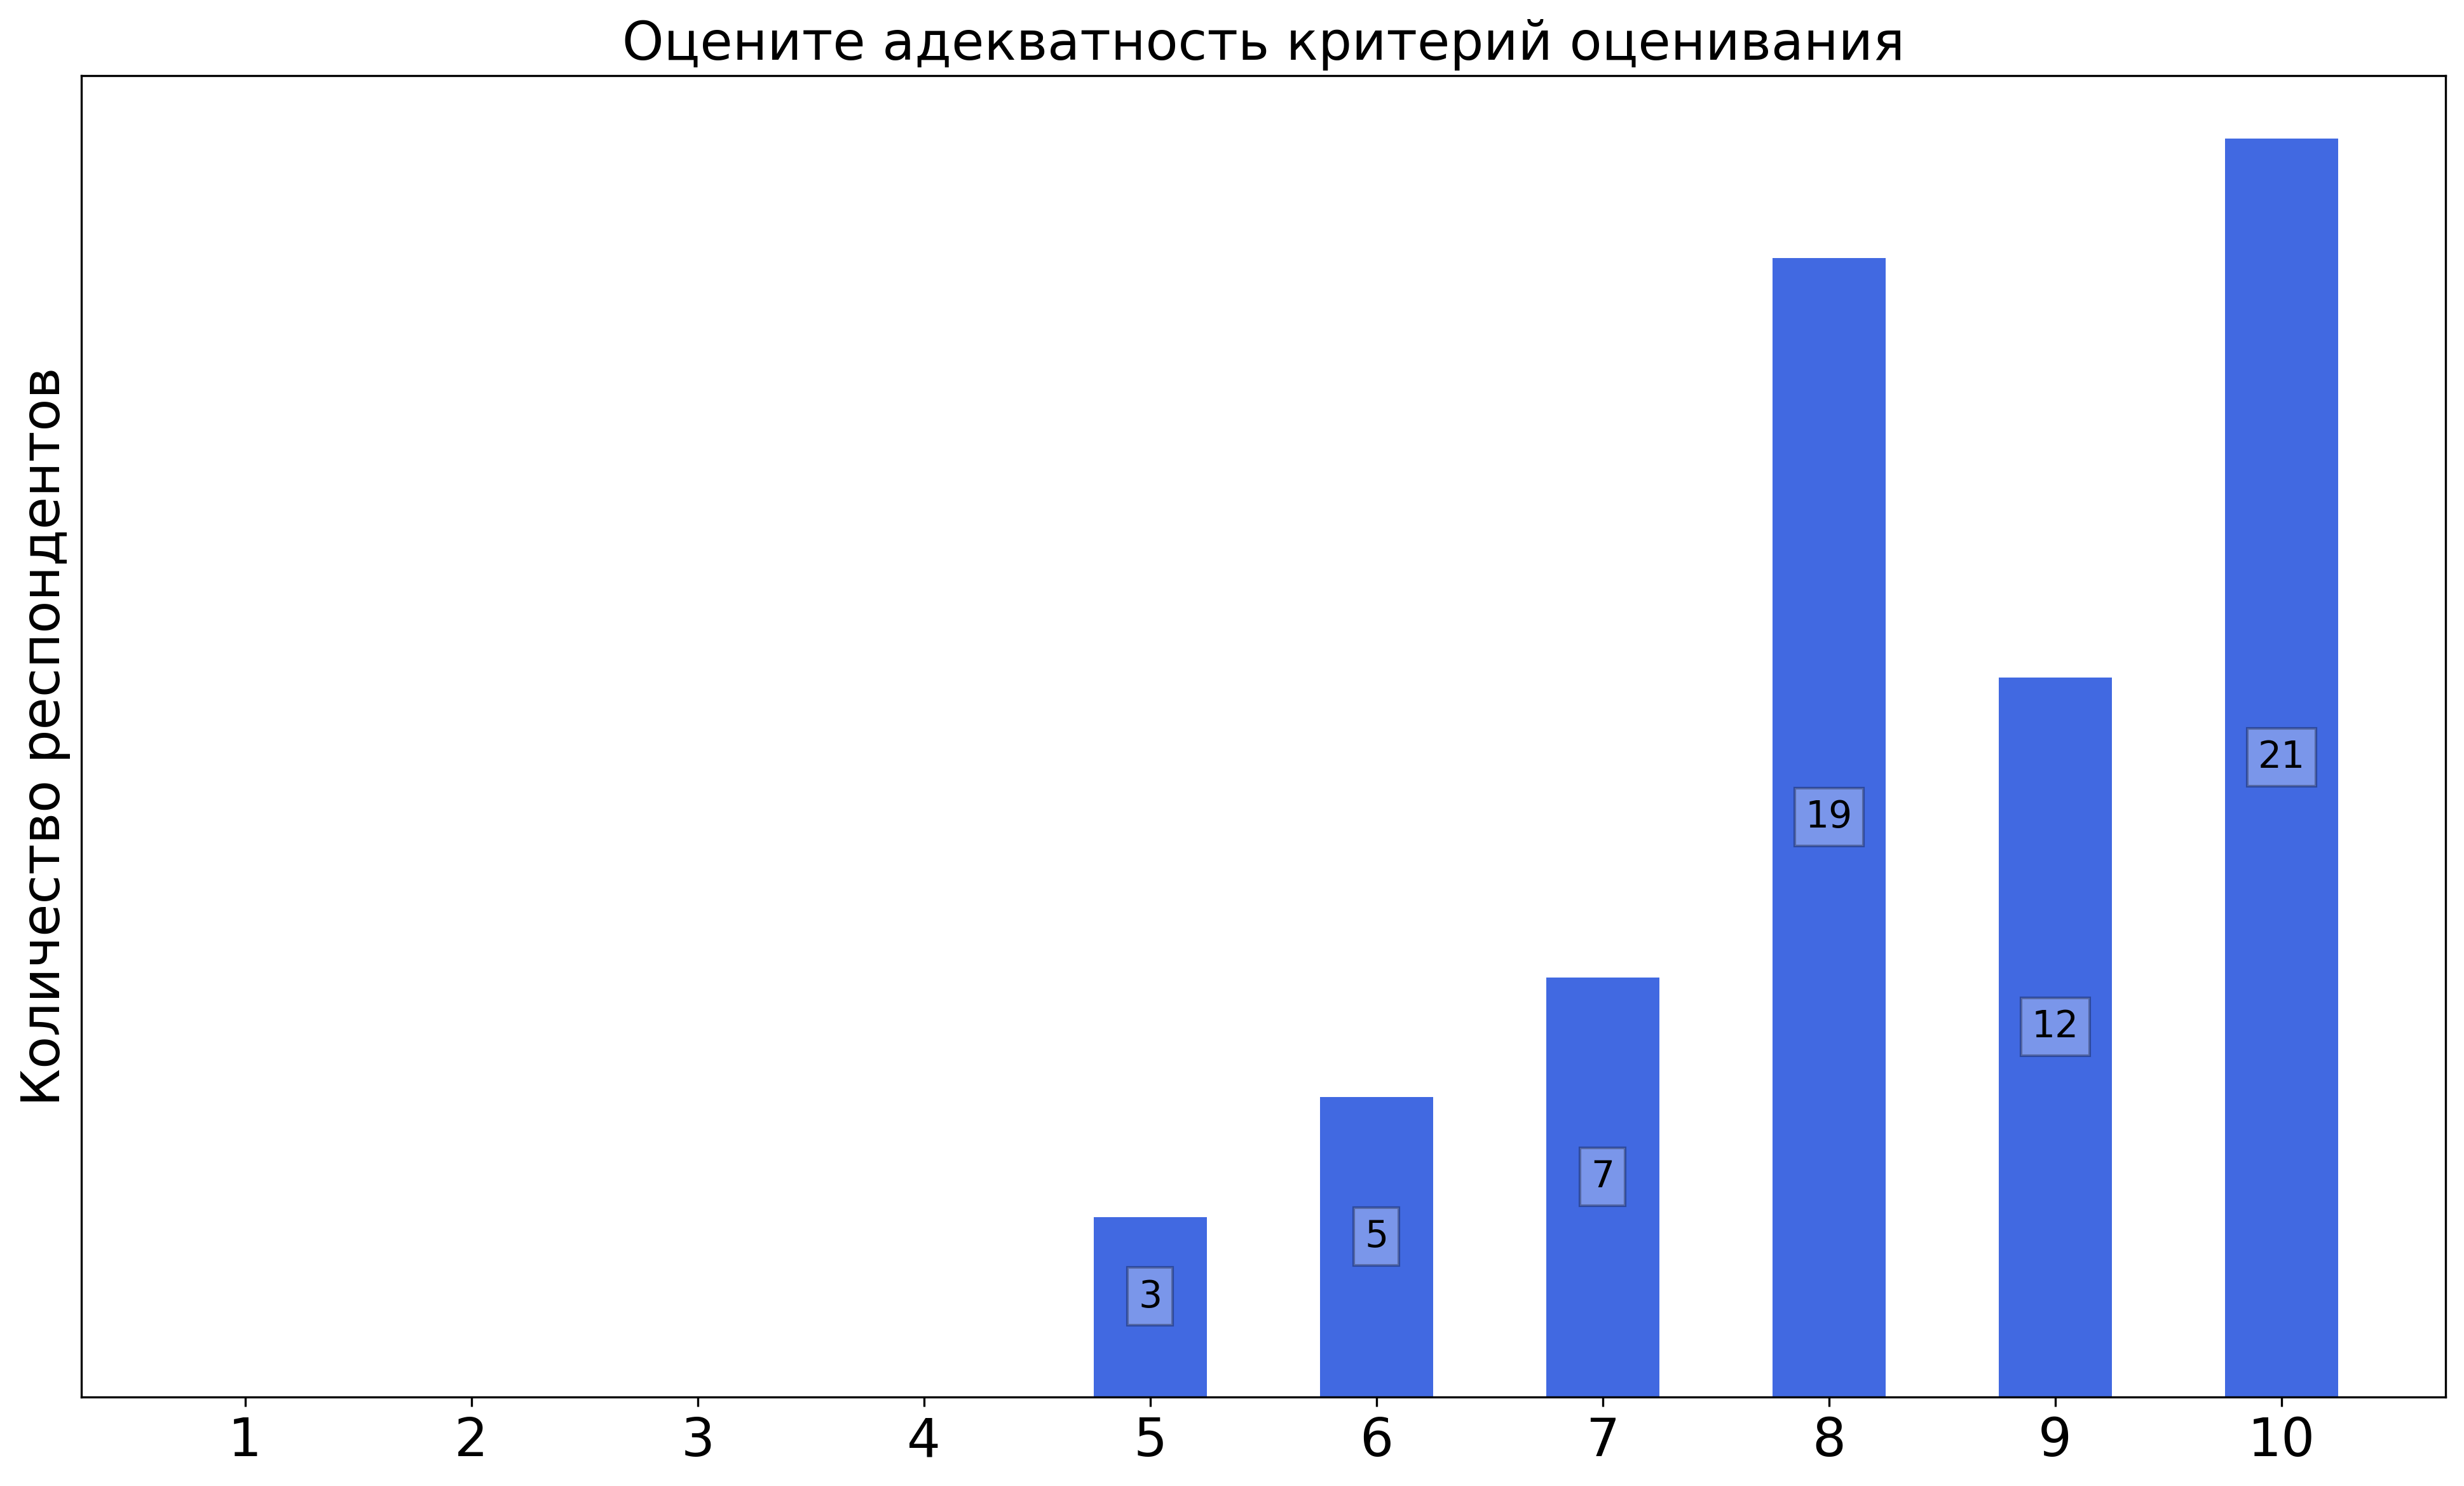 Оцените адекватность критерий оценивания
Количество респондентов
21
19
12
7
5
3
1 2 3 4 5 6 7 8 9 10